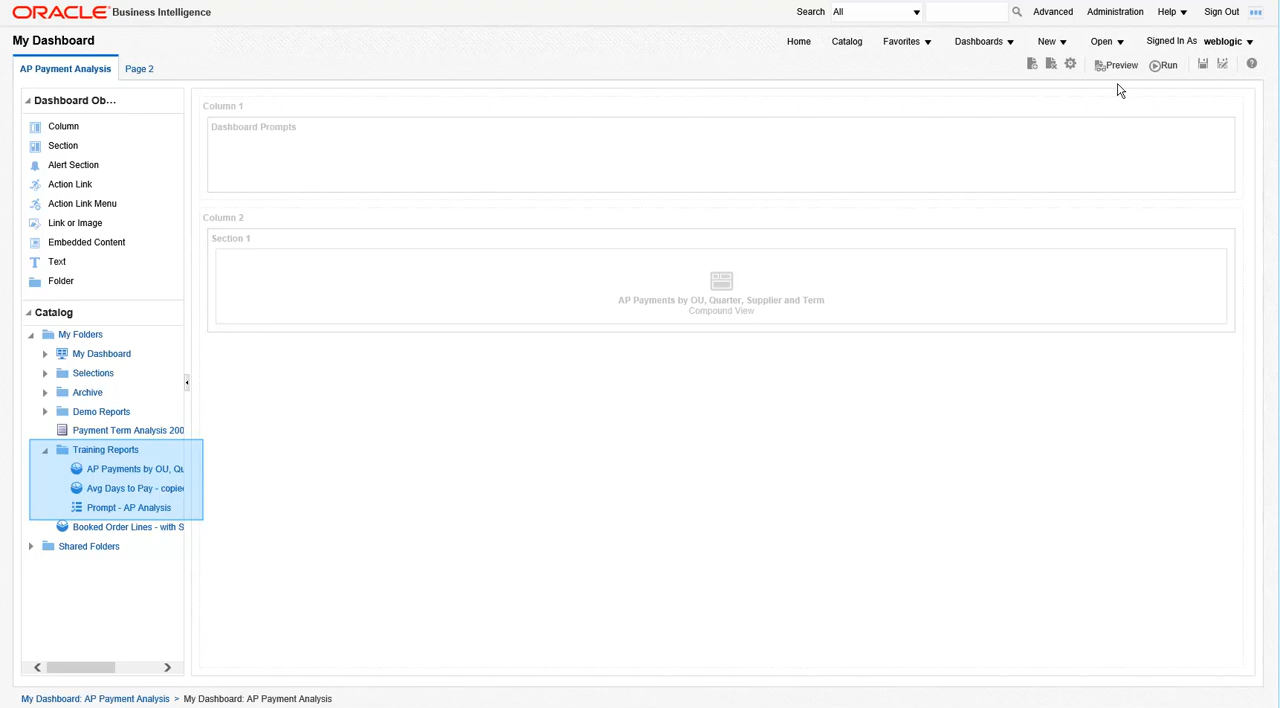 ORACLE Business Intelligence
Search All Advanced Administration Help Sign Out
My Dashboard
Home Catalog Favorites Dashboards New Open Signed In As weblogic
AP Payment Analysis Page 2
Preview Run
Dashboard Ob...
Column
Section
Alert Section
Action Link
Action Link Menu
Link or Image
Embedded Content
Text
Folder
Catalog
My Folders
My Dashboard
Selections
Archive
Demo Reports
Payment Term Analysis 200
Training Reports
AP Payments by OU, Qu
Avg Days to Pay - copied
Prompt - AP Analysis
Booked Order Lines - with S
Shared Folders
Column 1
Dashboard Prompts
Column 2
Section 1
AP Payments by OU, Quarter, Supplier and Term
Compound View
My Dashboard: AP Payment Analysis > My Dashboard: AP Payment Analysis